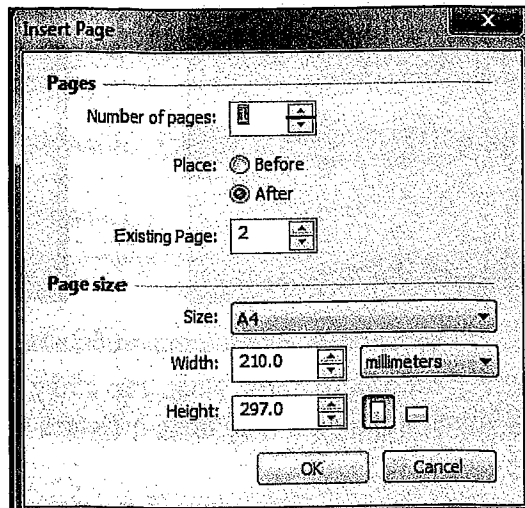 Insert Page
X
Pages
Number of pages: 1
Place: Before
After
Existing Page: 2
Page size
Size: A4
Width: 210.0 millimeters
Height: 297.0
OK Cancel